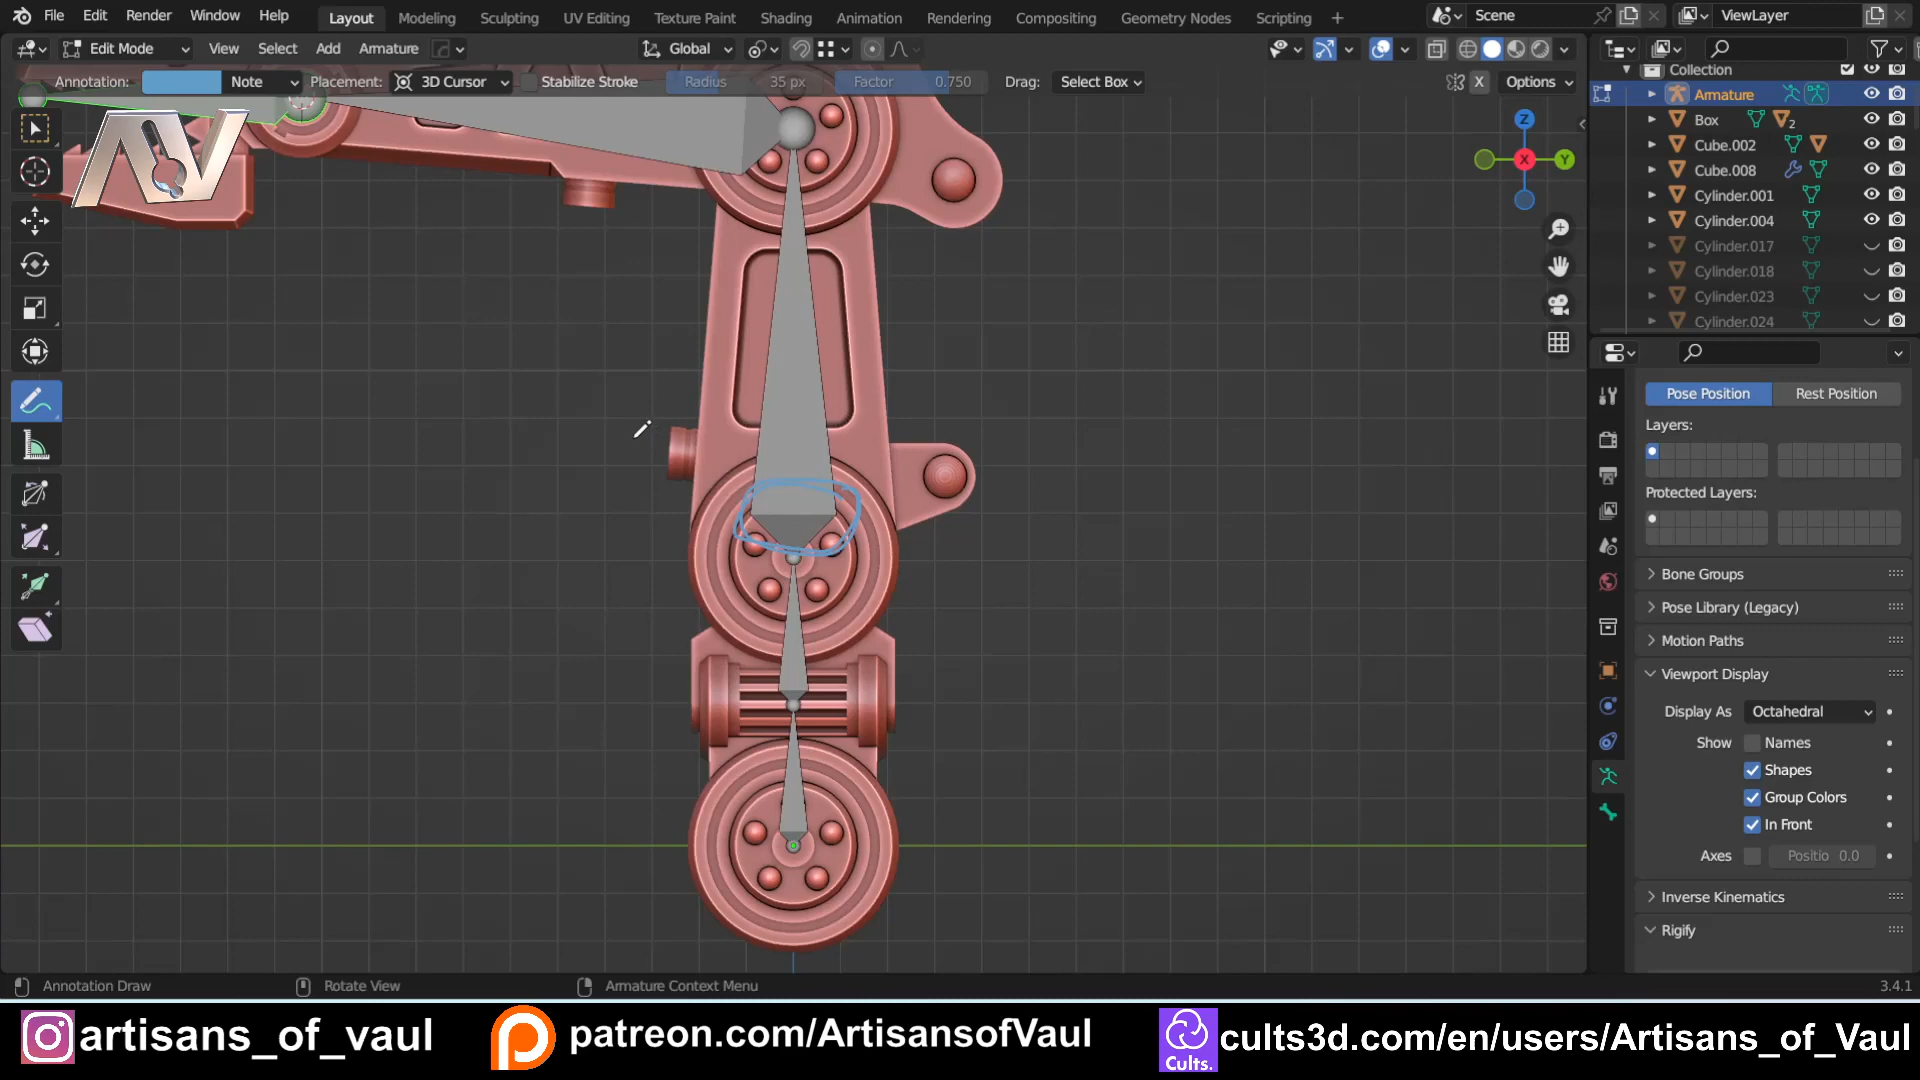 File Edit Render Window Help Layout Modeling Sculpting UV Editing Texture Paint Shading Animation Rendering Compositing Geometry Nodes Scripting Scene ViewLayer
Edit Mode View Select Add Armature Global
Annotation: Note Placement: 3D Cursor Stabilize Stroke Radius 35 px Factor 0.750 Drag: Select Box X Options
AV
Z
X
Y
Collection
Armature
Box 2
Cube.002
Cube.008
Cylinder.001
Cylinder.004
Cylinder.017
Cylinder.018
Cylinder.023
Cylinder.024
Pose Position Rest Position
Layers:
Protected Layers:
Bone Groups
Pose Library (Legacy)
Motion Paths
Viewport Display
Display As Octahedral
Show Names
Shapes
Group Colors
In Front
Axes Positio 0.0
Inverse Kinematics
Rigify
Annotation Draw Rotate View Armature Context Menu 3.4.1
artisans_of_vaul patreon.com/ArtisansofVaul Cults. cults3d.com/en/users/Artisans_of_Vaul